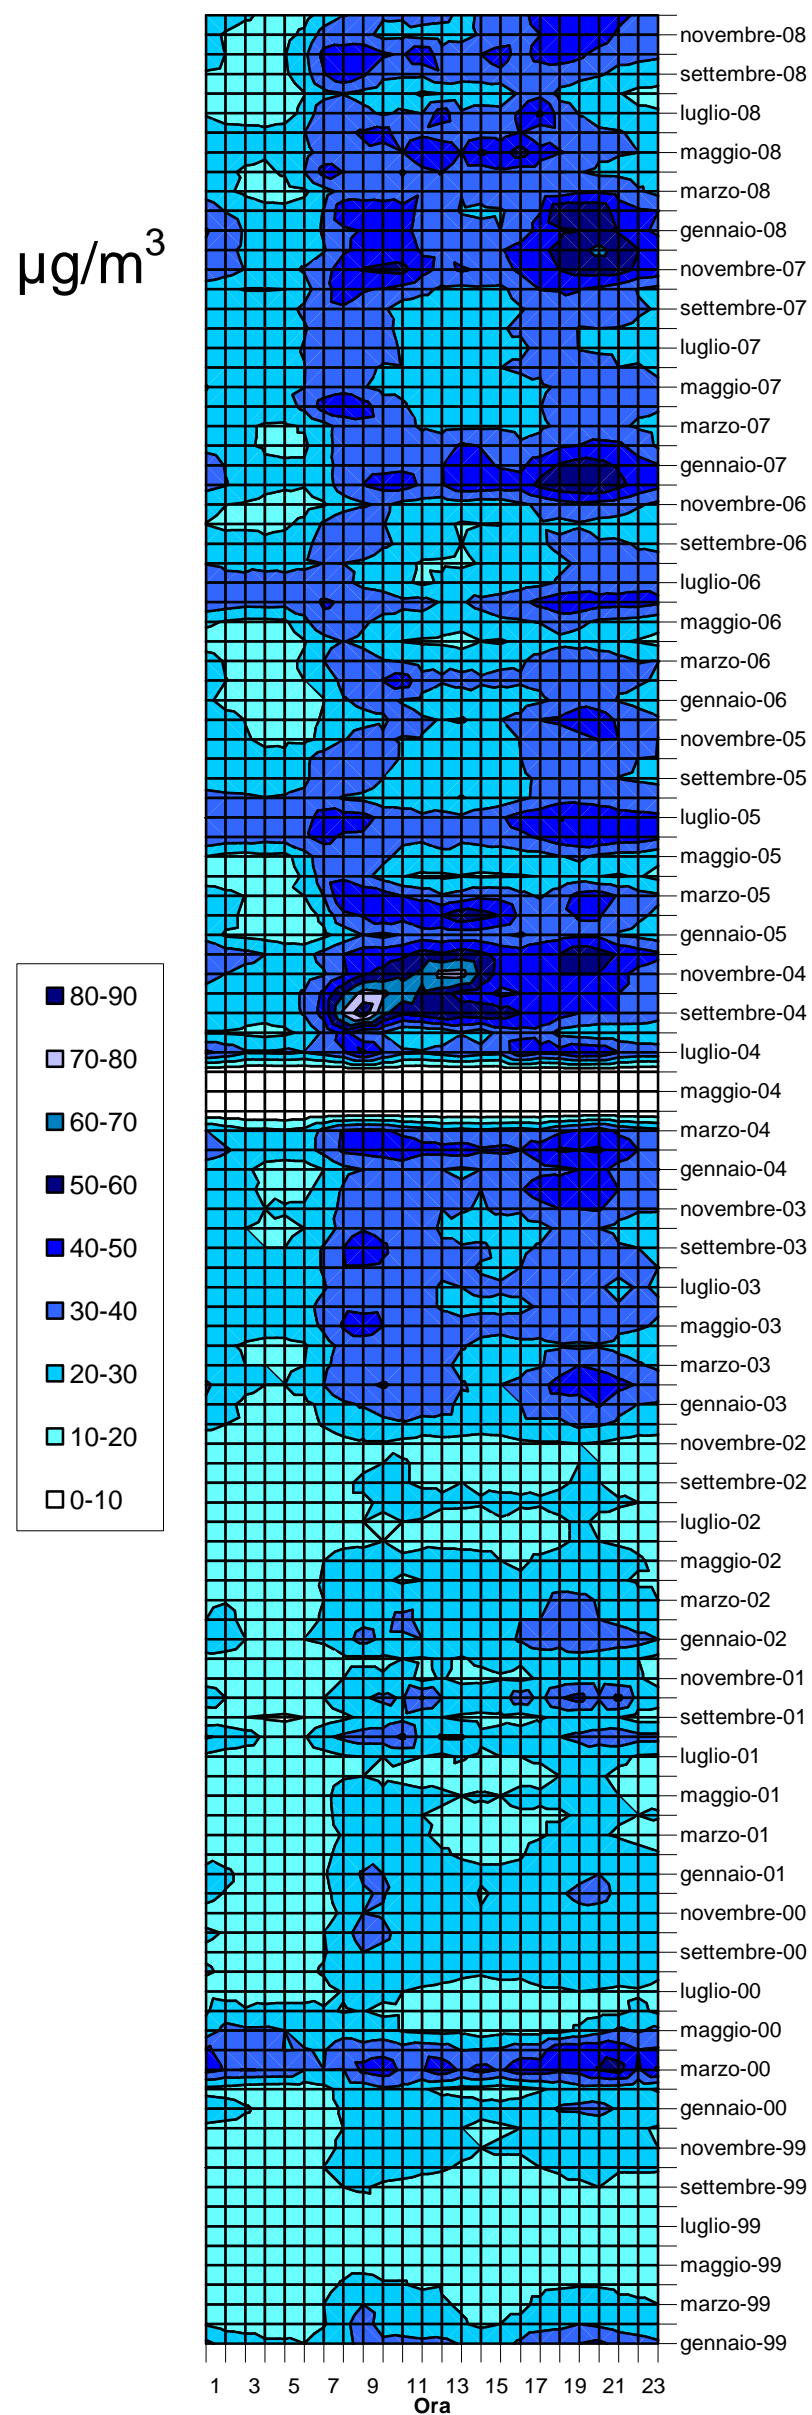 µg/m³
80-90
70-80
60-70
50-60
40-50
30-40
20-30
10-20
0-10
novembre-08
settembre-08
luglio-08
maggio-08
marzo-08
gennaio-08
novembre-07
settembre-07
luglio-07
maggio-07
marzo-07
gennaio-07
novembre-06
settembre-06
luglio-06
maggio-06
marzo-06
gennaio-06
novembre-05
settembre-05
luglio-05
maggio-05
marzo-05
gennaio-05
novembre-04
settembre-04
luglio-04
maggio-04
marzo-04
gennaio-04
novembre-03
settembre-03
luglio-03
maggio-03
marzo-03
gennaio-03
novembre-02
settembre-02
luglio-02
maggio-02
marzo-02
gennaio-02
novembre-01
settembre-01
luglio-01
maggio-01
marzo-01
gennaio-01
novembre-00
settembre-00
luglio-00
maggio-00
marzo-00
gennaio-00
novembre-99
settembre-99
luglio-99
maggio-99
marzo-99
gennaio-99
1 3 5 7 9 11 13 15 17 19 21 23
Ora